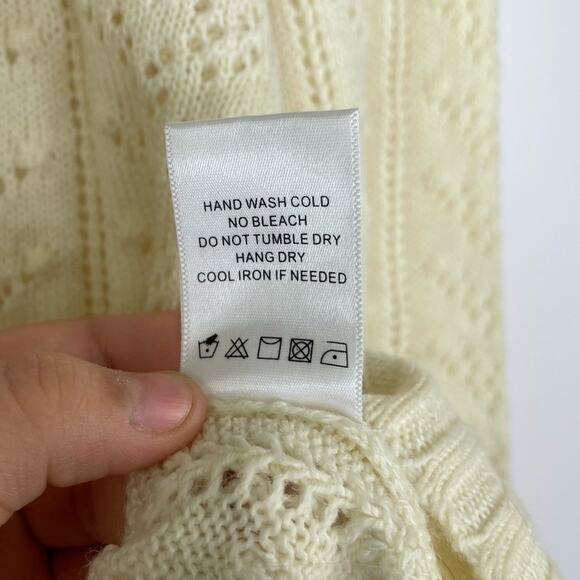 HAND WASH COLD
NO BLEACH
DO NOT TUMBLE DRY
HANG DRY
COOL IRON IF NEEDED